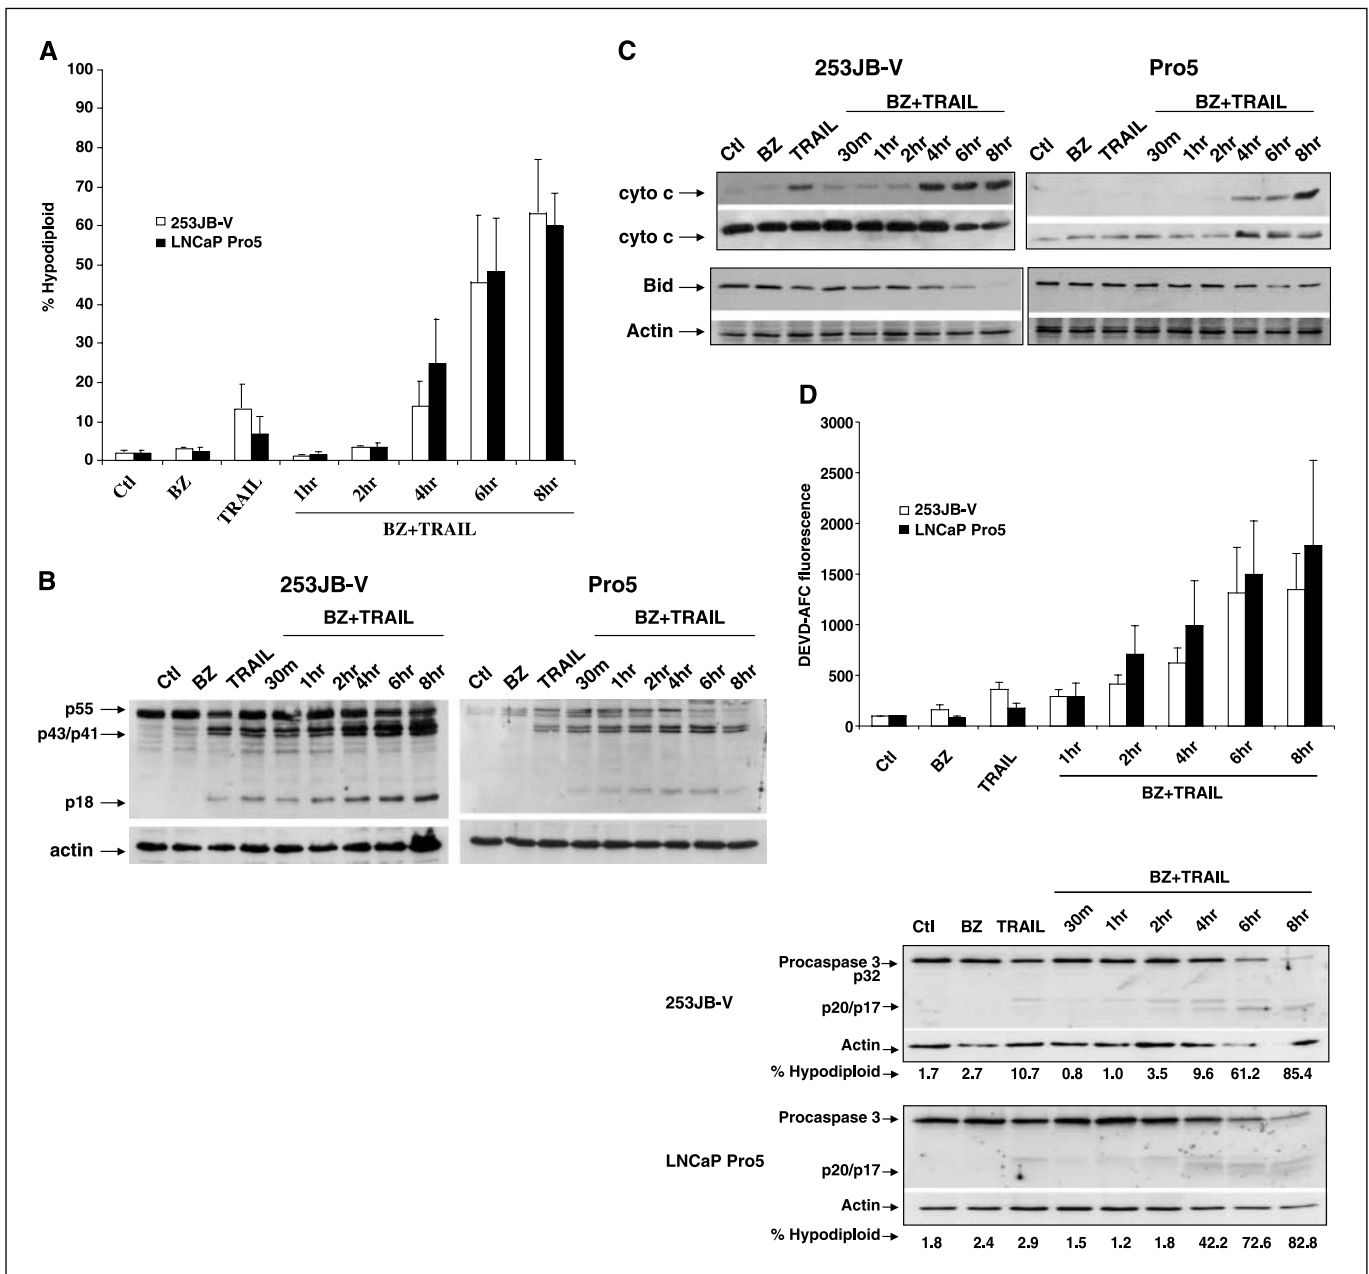 A
100
90
80
70
60
50
40
30
20
10
0
% Hypodiploid
253JB-V
LNCaP Pro5
Ctl BZ TRAIL 1hr 2hr 4hr 6hr 8hr
BZ+TRAIL
B
253JB-V Pro5
BZ+TRAIL BZ+TRAIL
Ctl BZ TRAIL 30m 1hr 2hr 4hr 6hr 8hr Ctl BZ TRAIL 30m 1hr 2hr 4hr 6hr 8hr
p55
p43/p41
p18
actin
C
253JB-V Pro5
BZ+TRAIL BZ+TRAIL
Ctl BZ TRAIL 30m 1hr 2hr 4hr 6hr 8hr Ctl BZ TRAIL 30m 1hr 2hr 4hr 6hr 8hr
cyto c
cyto c
Bid
Actin
D
3000
2500
2000
1500
1000
500
0
DEVD-AFC fluorescence
253JB-V
LNCaP Pro5
Ctl BZ TRAIL 1hr 2hr 4hr 6hr 8hr
BZ+TRAIL
BZ+TRAIL
Ctl BZ TRAIL 30m 1hr 2hr 4hr 6hr 8hr
Procaspase 3
p32
253JB-V
p20/p17
Actin
% Hypodiploid 1.7 2.7 10.7 0.8 1.0 3.5 9.6 61.2 85.4
Procaspase 3
LNCaP Pro5
p20/p17
Actin
% Hypodiploid 1.8 2.4 2.9 1.5 1.2 1.8 42.2 72.6 82.8